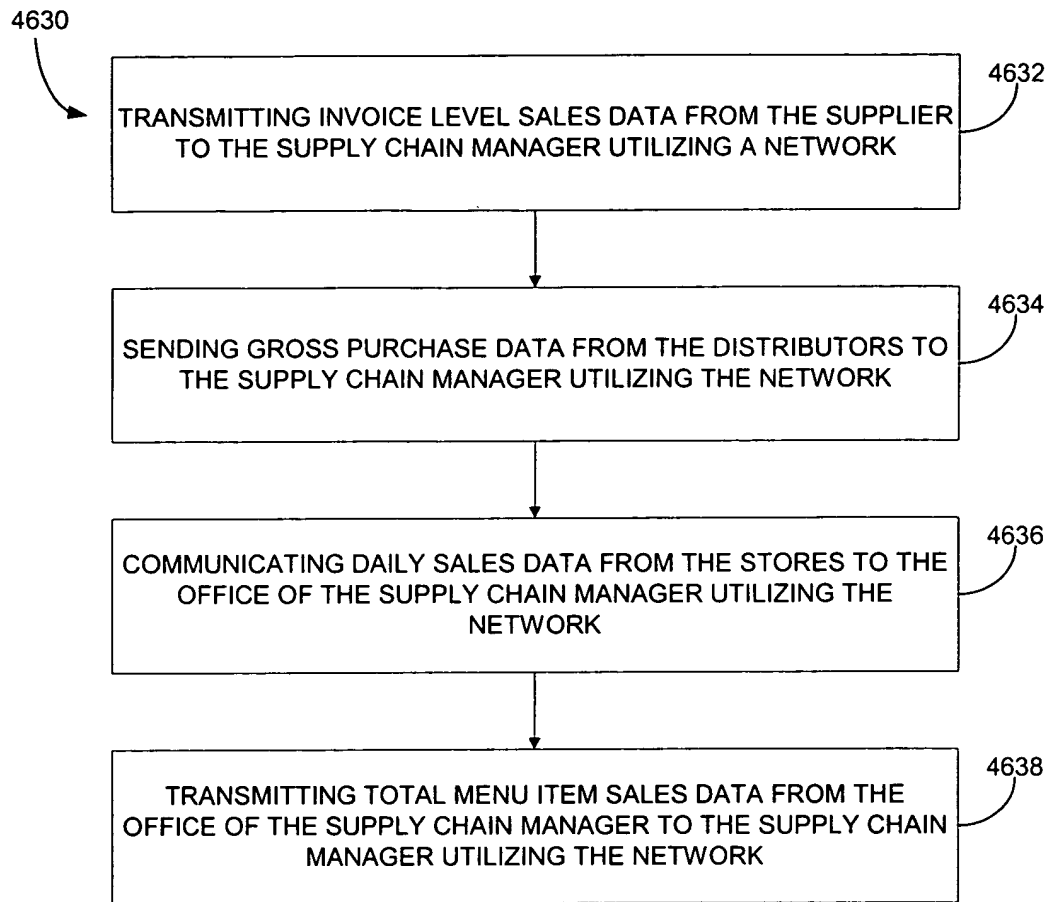 4630
4632
TRANSMITTING INVOICE LEVEL SALES DATA FROM THE SUPPLIER
TO THE SUPPLY CHAIN MANAGER UTILIZING A NETWORK
4634
SENDING GROSS PURCHASE DATA FROM THE DISTRIBUTORS TO
THE SUPPLY CHAIN MANAGER UTILIZING THE NETWORK
4636
COMMUNICATING DAILY SALES DATA FROM THE STORES TO THE
OFFICE OF THE SUPPLY CHAIN MANAGER UTILIZING THE
NETWORK
4638
TRANSMITTING TOTAL MENU ITEM SALES DATA FROM THE
OFFICE OF THE SUPPLY CHAIN MANAGER TO THE SUPPLY CHAIN
MANAGER UTILIZING THE NETWORK